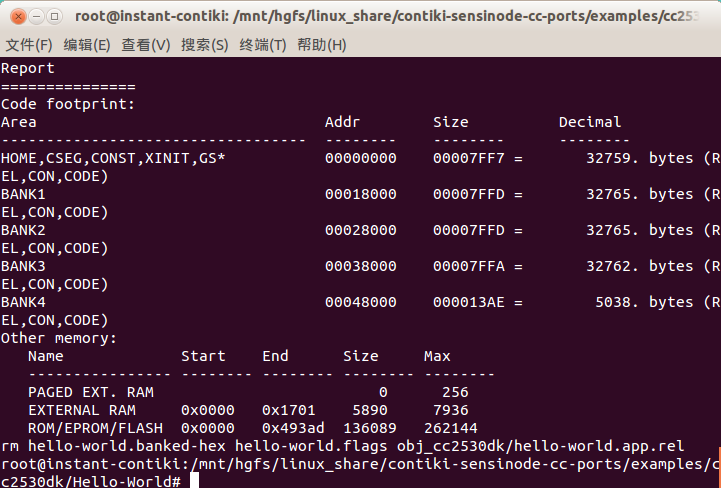 root@instant-contiki: /mnt/hgfs/linux_share/contiki-sensinode-cc-ports/examples/cc253
文件(F) 编辑(E) 查看(V) 搜索(S) 终端(T) 帮助(H)
Report
===============
Code footprint:
Area                                Addr        Size          Decimal
----------------------------------  --------    --------      --------
HOME,CSEG,CONST,XINIT,GS*           00000000    00007FF7 =       32759. bytes (R
EL,CON,CODE)
BANK1                               00018000    00007FFD =       32765. bytes (R
EL,CON,CODE)
BANK2                               00028000    00007FFD =       32765. bytes (R
EL,CON,CODE)
BANK3                               00038000    00007FFA =       32762. bytes (R
EL,CON,CODE)
BANK4                               00048000    000013AE =        5038. bytes (R
EL,CON,CODE)
Other memory:
   Name             Start    End      Size     Max
   ---------------- -------- -------- -------- --------
   PAGED EXT. RAM                         0      256
   EXTERNAL RAM     0x0000   0x1701    5890     7936
   ROM/EPROM/FLASH  0x0000   0x493ad 136089   262144
rm hello-world.banked-hex hello-world.flags obj_cc2530dk/hello-world.app.rel
root@instant-contiki:/mnt/hgfs/linux_share/contiki-sensinode-cc-ports/examples/c
c2530dk/Hello-World#